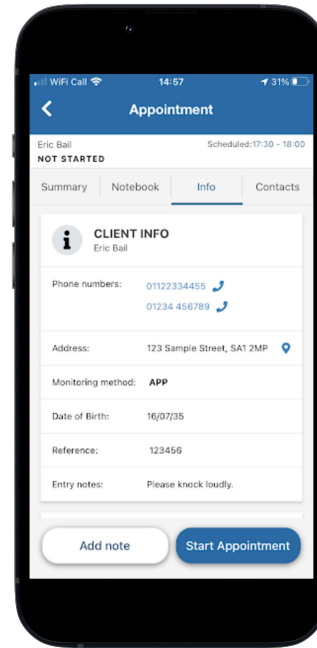 WiFi Call 14:57 31%
Appointment
Eric Bail Scheduled:17:30 - 18:00
NOT STARTED
Summary Notebook Info Contacts
i CLIENT INFO
Eric Bail
Phone numbers: 01122334455
01234 456789
Address: 123 Sample Street, SA1 2MP
Monitoring method: APP
Date of Birth: 16/07/35
Reference: 123456
Entry notes: Please knock loudly.
Add note Start Appointment